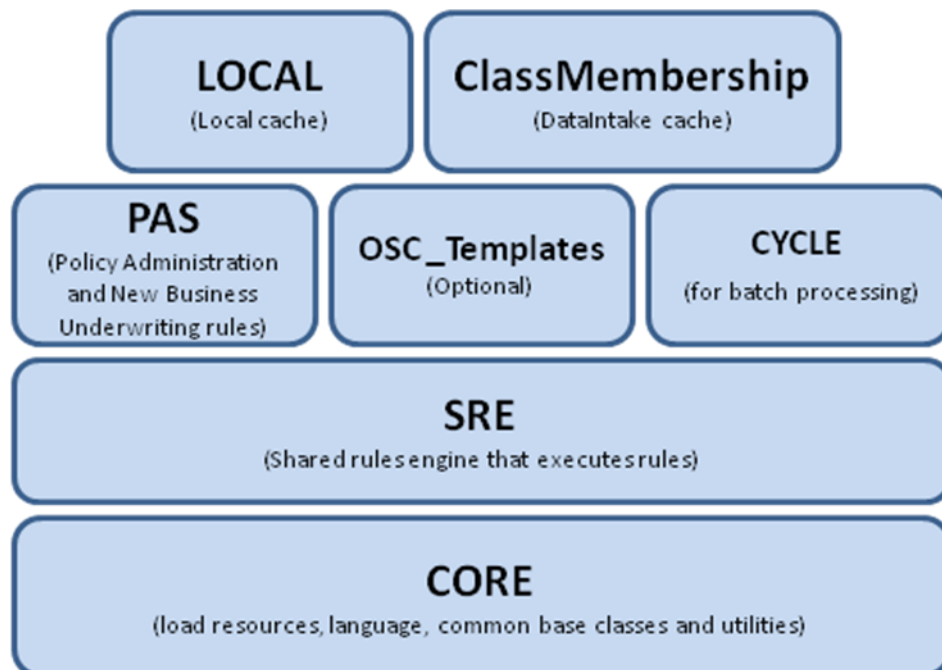 LOCAL
(Local cache)
ClassMembership
(DataIntake cache)
PAS
(Policy Administration
and New Business
Underwriting rules)
OSC_Templates
(Optional)
CYCLE
(for batch processing)
SRE
(Shared rules engine that executes rules)
CORE
(load resources, language, common base classes and utilities)